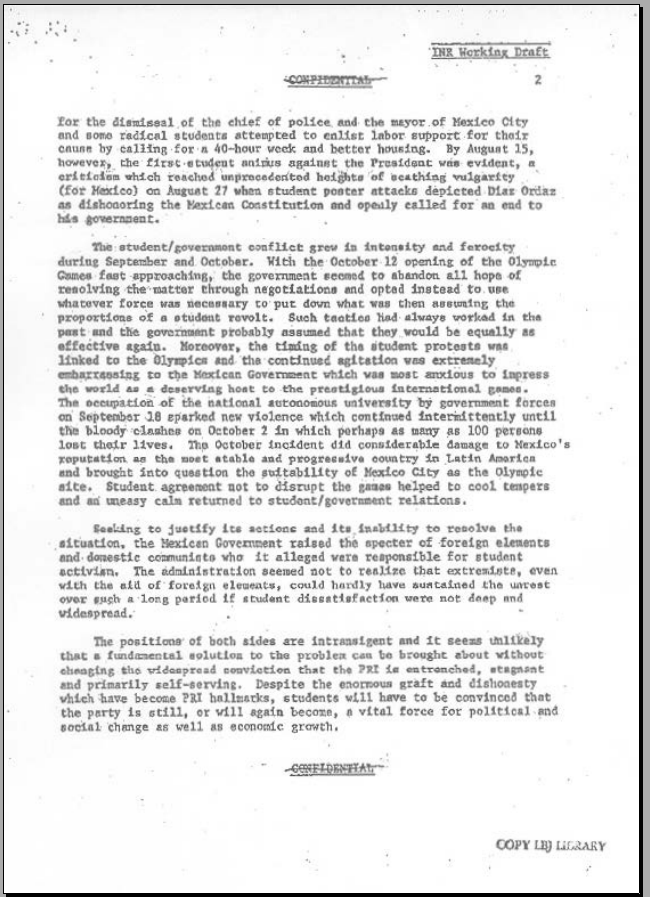 INR Working Draft
CONFIDENTIAL
2
for the dismissal of the chief of police and the mayor of Mexico City
and some radical students attempted to enlist labor support for their
cause by calling for a 40-hour week and better housing. By August 15,
however, the first student animus against the President was evident, a
criticism which reached unprecedented heights of scathing vulgarity
(for Mexico) on August 27 when student poster attacks depicted Diaz Ordaz
as dishonoring the Mexican Constitution and openly called for an end to
his government.
The student/government conflict grew in intensity and ferocity
during September and October. With the October 12 opening of the Olympic
Games fast approaching, the government seemed to abandon all hope of
resolving the matter through negotiations and opted instead to use
whatever force was necessary to put down what was then assuming the
proportions of a student revolt. Such tactics had always worked in the
past and the government probably assumed that they would be equally as
effective again. Moreover, the timing of the student protests was
linked to the Olympics and the continued agitation was extremely
embarrassing to the Mexican Government which was most anxious to impress
the world as a deserving host to the prestigious international games.
The occupation of the national autonomous university by government forces
on September 18 sparked new violence which continued intermittently until
the bloody clashes on October 2 in which perhaps as many as 100 persons
lost their lives. The October incident did considerable damage to Mexico's
reputation as the most stable and progressive country in Latin America
and brought into question the suitability of Mexico City as the Olympic
site. Student agreement not to disrupt the games helped to cool tempers
and an uneasy calm returned to student/government relations.
Seeking to justify its actions and its inability to resolve the
situation, the Mexican Government raised the specter of foreign elements
and domestic communists who it alleged were responsible for student
activism. The administration seemed not to realize that extremists, even
with the aid of foreign elements, could hardly have sustained the unrest
over such a long period if student dissatisfaction were not deep and
widespread.
The positions of both sides are intransigent and it seems unlikely
that a fundamental solution to the problem can be brought about without
changing the widespread conviction that the PRI is entrenched, stagnant
and primarily self-serving. Despite the enormous graft and dishonesty
which have become PRI hallmarks, students will have to be convinced that
the party is still, or will again become, a vital force for political and
social change as well as economic growth.
CONFIDENTIAL
COPY LBJ LIBRARY